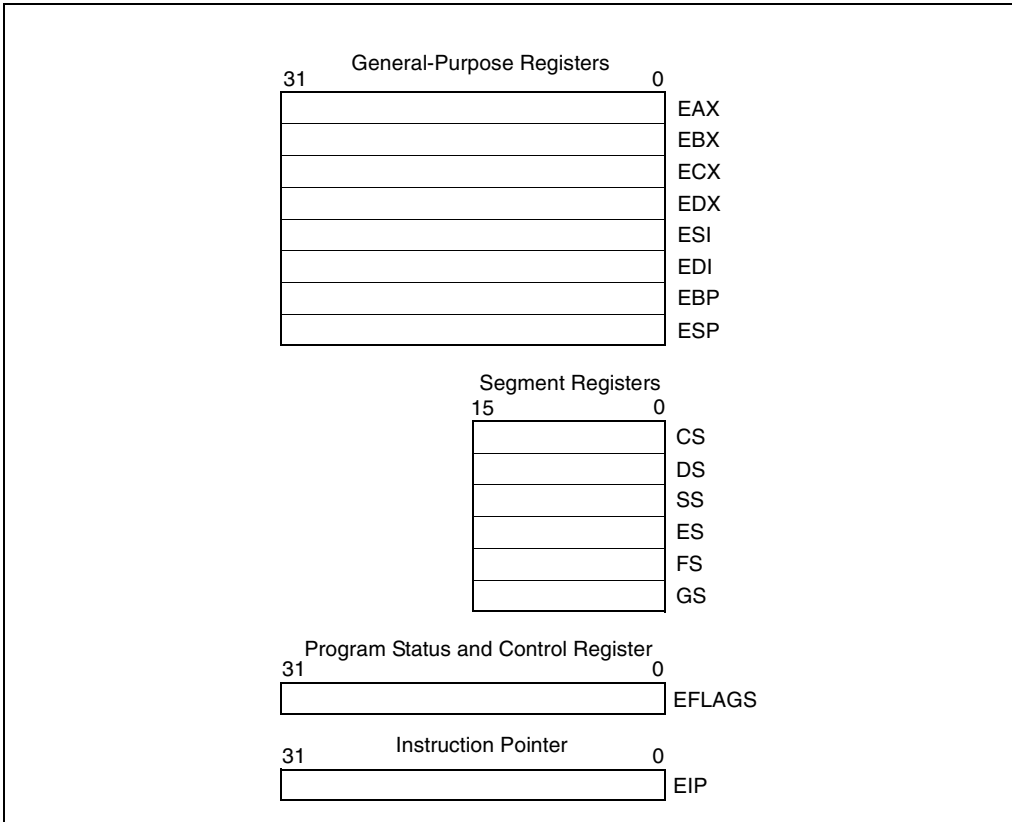 General-Purpose Registers
31 0
EAX
EBX
ECX
EDX
ESI
EDI
EBP
ESP
Segment Registers
15 0
CS
DS
SS
ES
FS
GS
Program Status and Control Register
31 0
EFLAGS
Instruction Pointer
31 0
EIP